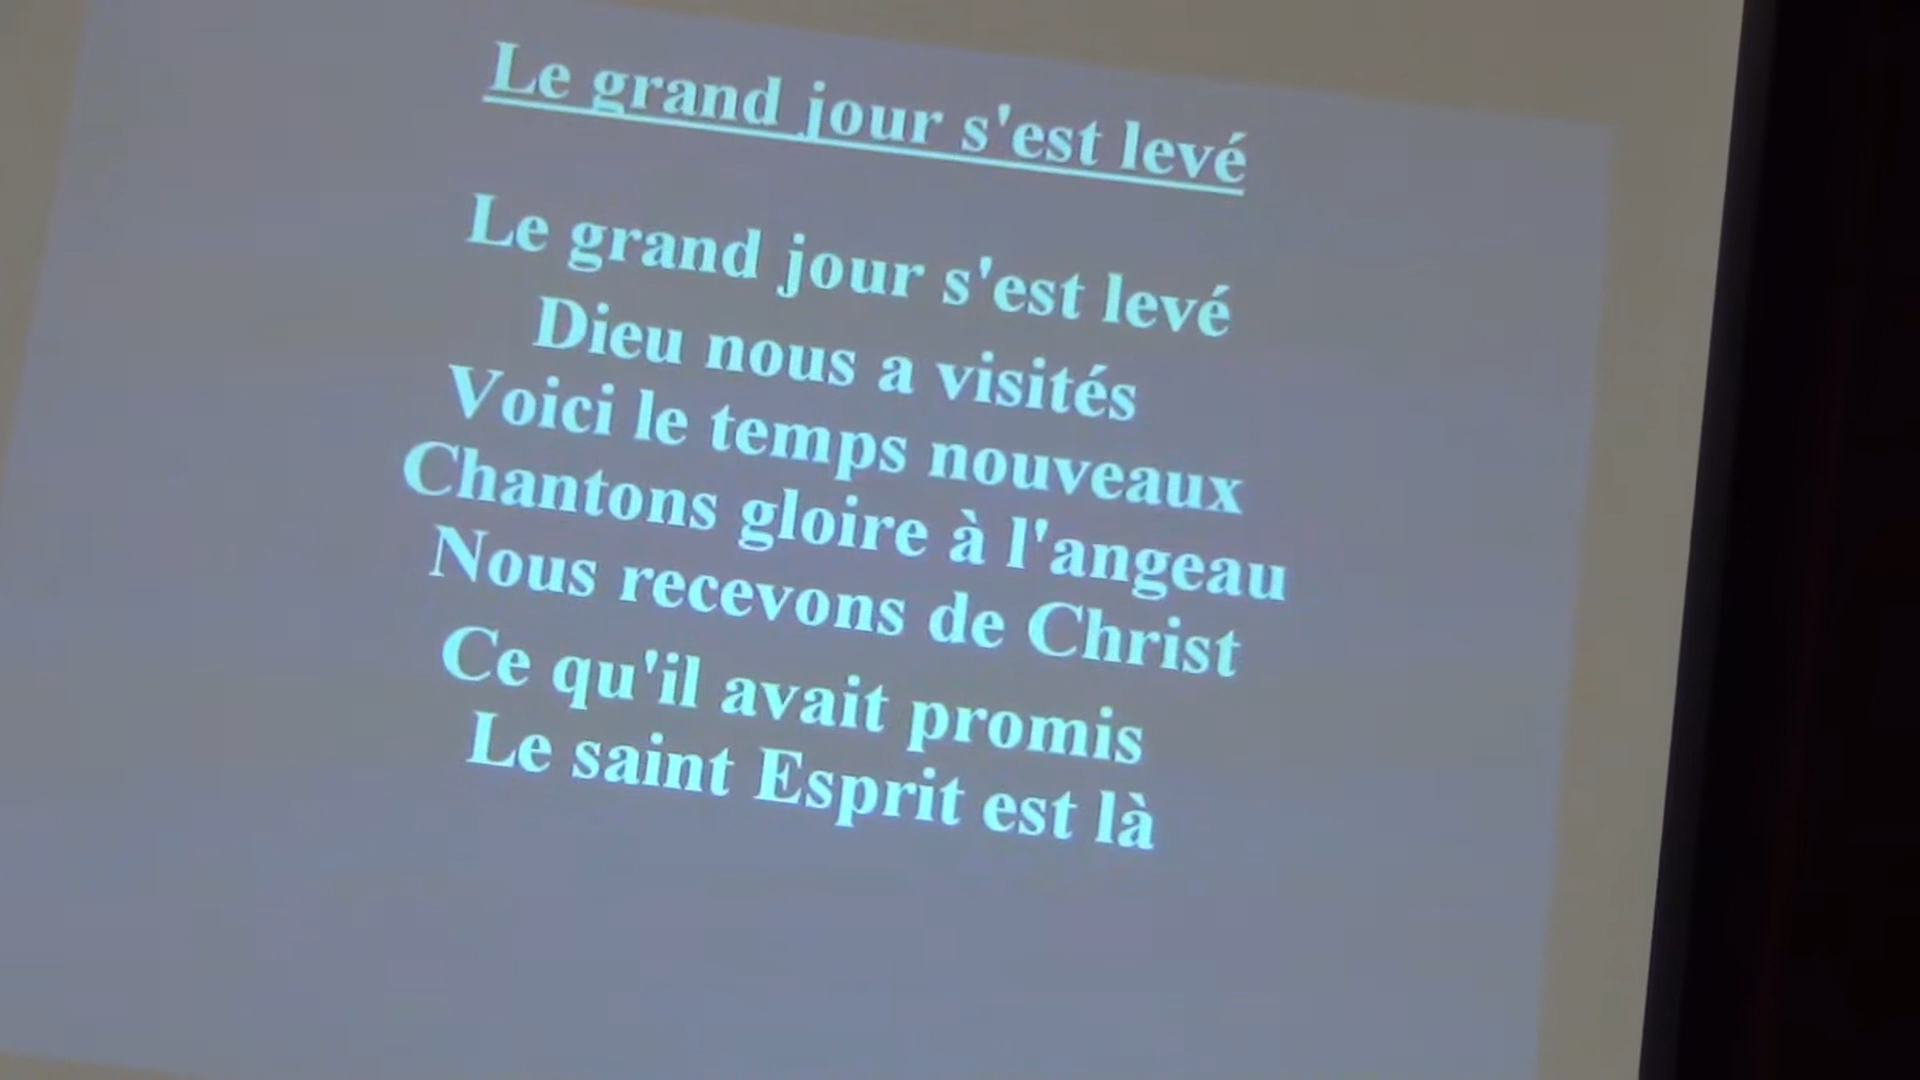 Le grand jour s'est levé
Le grand jour s'est levé
Dieu nous a visités
Voici le temps nouveaux
Chantons gloire à l'angeau
Nous recevons de Christ
Ce qu'il avait promis
Le saint Esprit est là